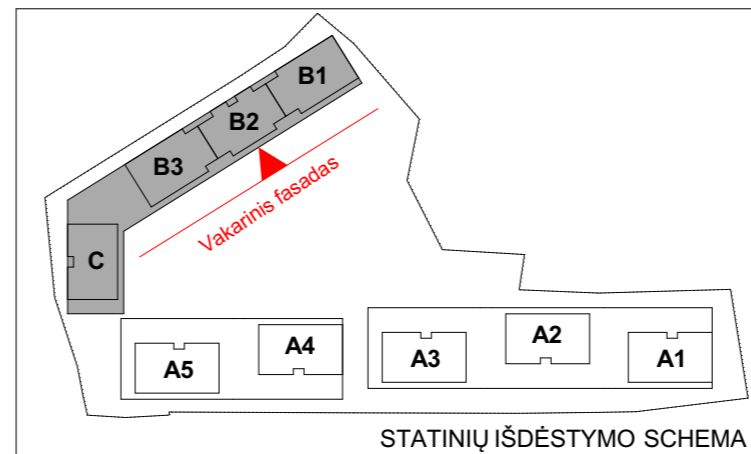 B1
B2
B3
Vakarinis fasadas
C
A4
A2
A5
A3
A1
STATINIŲ IŠDĖSTYMO SCHEMA